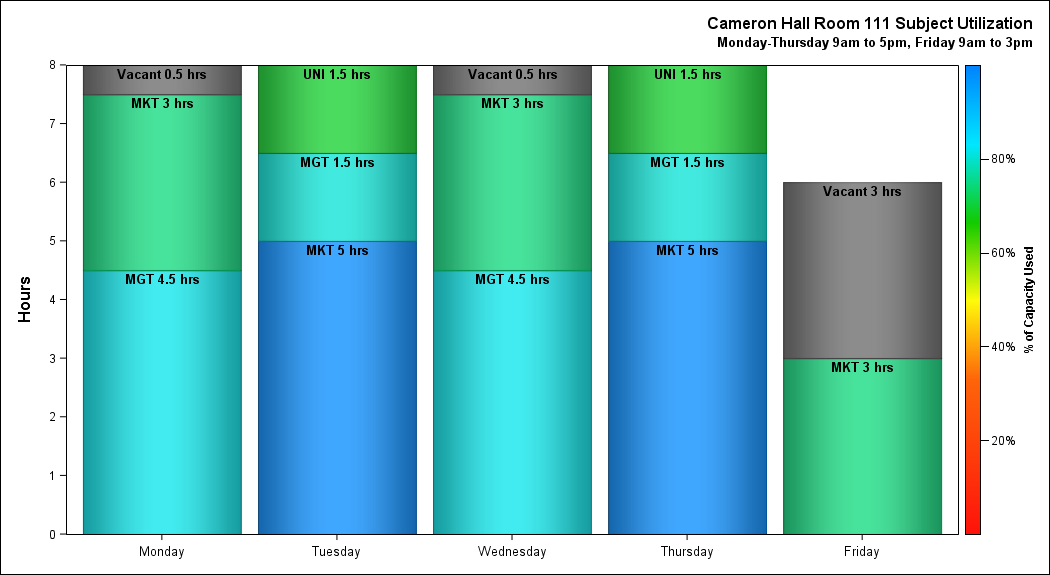 Cameron Hall Room 111 Subject Utilization
Monday-Thursday 9am to 5pm, Friday 9am to 3pm
Hours
8
7
6
5
4
3
2
1
0
Vacant 0.5 hrs
MKT 3 hrs
MGT 4.5 hrs
UNI 1.5 hrs
MGT 1.5 hrs
MKT 5 hrs
Vacant 0.5 hrs
MKT 3 hrs
MGT 4.5 hrs
UNI 1.5 hrs
MGT 1.5 hrs
MKT 5 hrs
Vacant 3 hrs
MKT 3 hrs
Monday
Tuesday
Wednesday
Thursday
Friday
80%
60%
40%
20%
% of Capacity Used